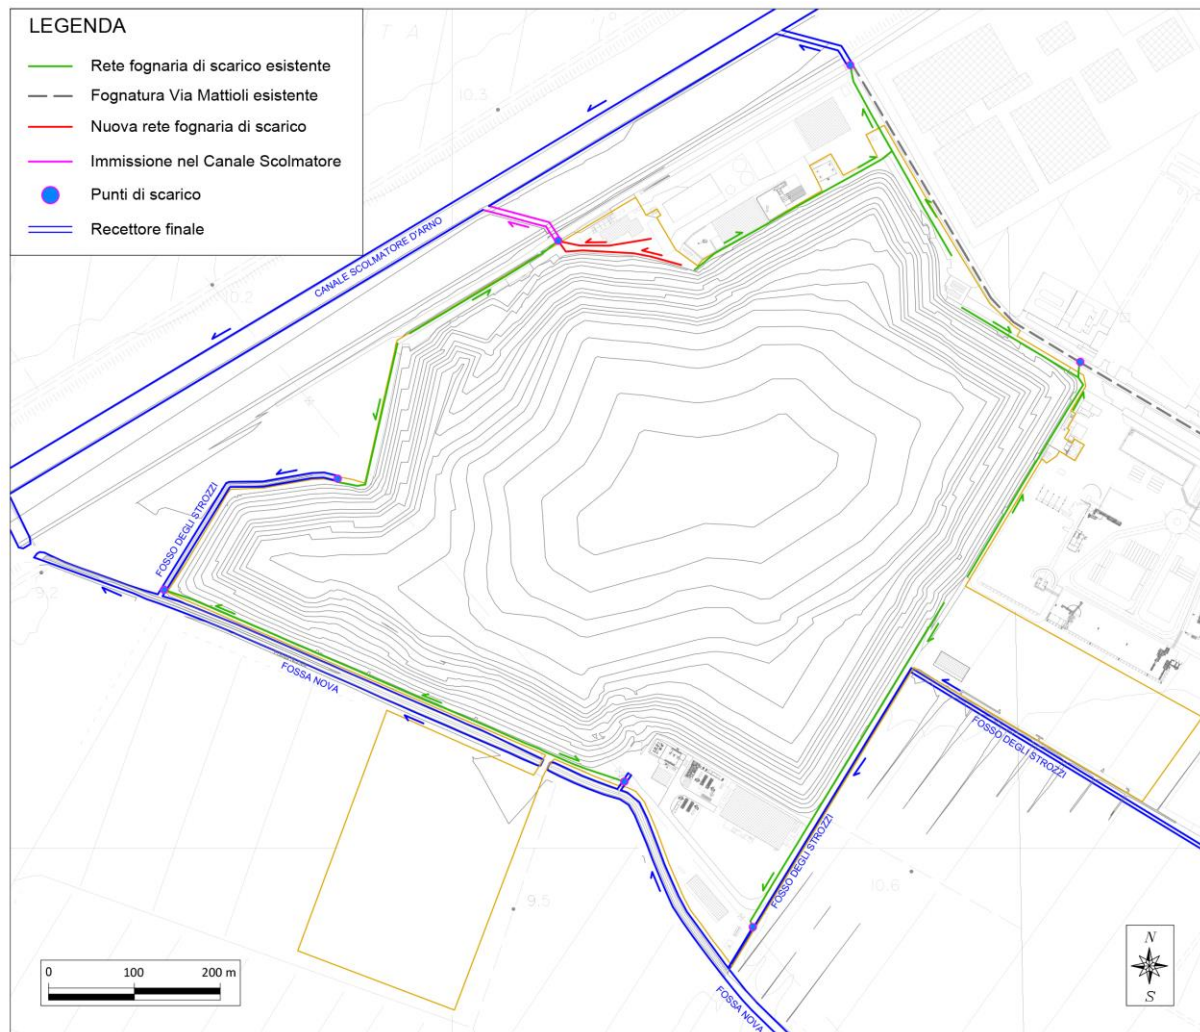 LEGENDA
Rete fognaria di scarico esistente
Fognatura Via Mattioli esistente
Nuova rete fognaria di scarico
Immissione nel Canale Scolmatore
Punti di scarico
Recettore finale
T A
10.3
10.2
CANALE SCOLMATORE D'ARNO
FOSSO DEGLI STROZZI
9.2
FOSSA NOVA
FOSSO DEGLI STROZZI
FOSSO DEGLI STROZZI
10.6
9.5
FOSSA NOVA
0 100 200 m
N
S